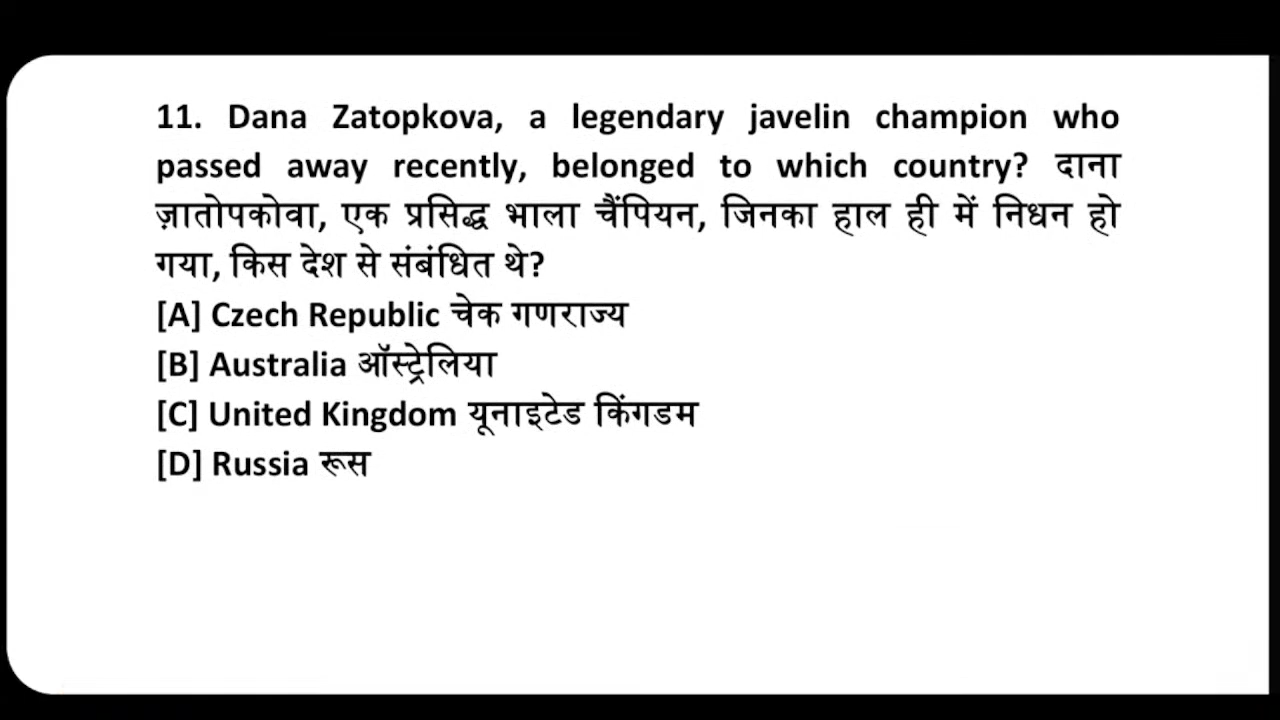 11. Dana Zatopkova, a legendary javelin champion who
passed away recently, belonged to which country? दाना
ज़ातोपकोवा, एक प्रसिद्ध भाला चैंपियन, जिनका हाल ही में निधन हो
गया, किस देश से संबंधित थे?
[A] Czech Republic चेक गणराज्य
[B] Australia ऑस्ट्रेलिया
[C] United Kingdom यूनाइटेड किंगडम
[D] Russia रूस